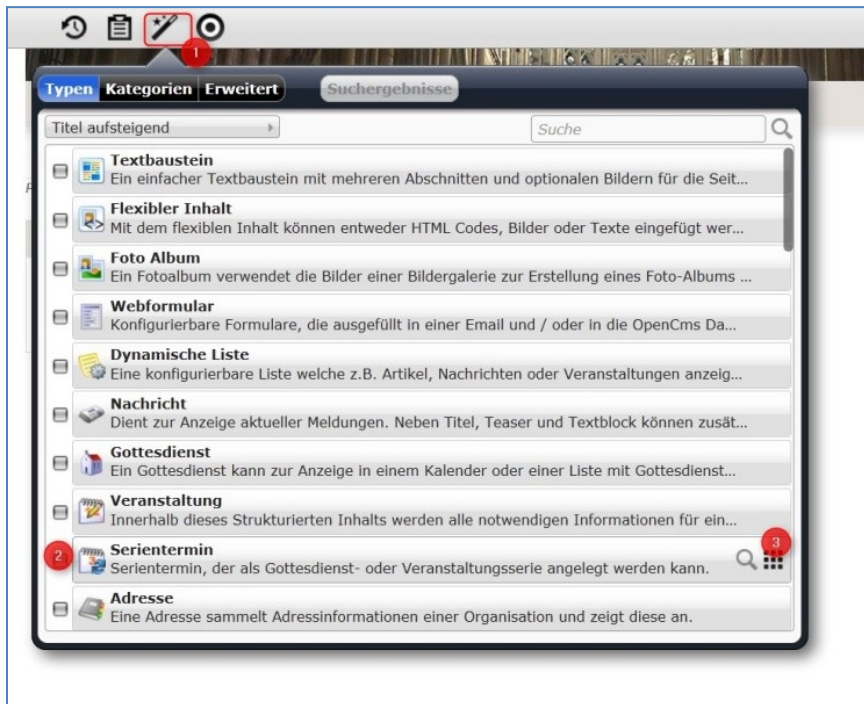 1
Typen Kategorien Erweitert Suchergebnisse
Titel aufsteigend Suche
Textbaustein
Ein einfacher Textbaustein mit mehreren Abschnitten und optionalen Bildern für die Seit...
Flexibler Inhalt
Mit dem flexiblen Inhalt können entweder HTML Codes, Bilder oder Texte eingefügt wer...
Foto Album
Ein Fotoalbum verwendet die Bilder einer Bildergalerie zur Erstellung eines Foto-Albums ...
Webformular
Konfigurierbare Formulare, die ausgefüllt in einer Email und / oder in die OpenCms Da...
Dynamische Liste
Eine konfigurierbare Liste welche z.B. Artikel, Nachrichten oder Veranstaltungen anzeig...
Nachricht
Dient zur Anzeige aktueller Meldungen. Neben Titel, Teaser und Textblock können zusät...
Gottesdienst
Ein Gottesdienst kann zur Anzeige in einem Kalender oder einer Liste mit Gottesdienst...
Veranstaltung
Innerhalb dieses Strukturierten Inhalts werden alle notwendigen Informationen für ein...
2 Serientermin 3
Serientermin, der als Gottesdienst- oder Veranstaltungsserie angelegt werden kann.
Adresse
Eine Adresse sammelt Adressinformationen einer Organisation und zeigt diese an.